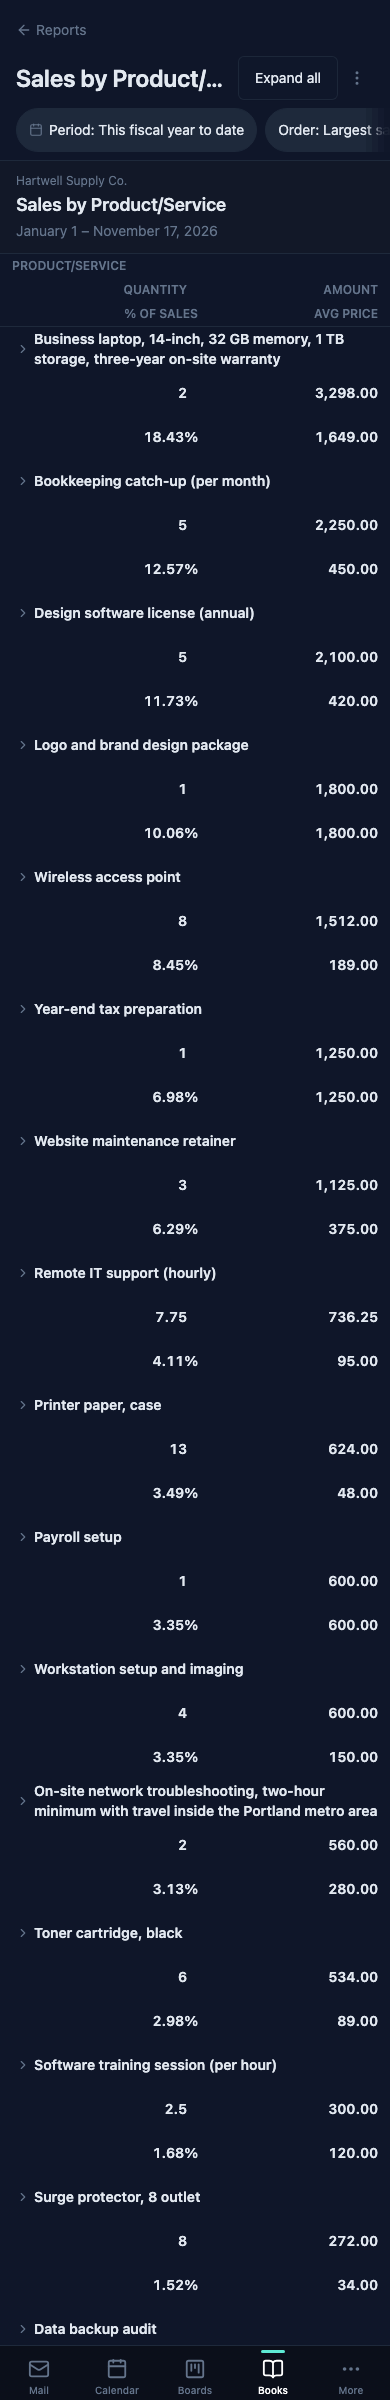 Reports
Sales by Product/...
Expand all
Period: This fiscal year to date
Order: Largest
Hartwell Supply Co.
Sales by Product/Service
January 1 – November 17, 2026
PRODUCT/SERVICE
QUANTITY AMOUNT
% OF SALES AVG PRICE
Business laptop, 14-inch, 32 GB memory, 1 TB
storage, three-year on-site warranty
2 3,298.00
18.43% 1,649.00
Bookkeeping catch-up (per month)
5 2,250.00
12.57% 450.00
Design software license (annual)
5 2,100.00
11.73% 420.00
Logo and brand design package
1 1,800.00
10.06% 1,800.00
Wireless access point
8 1,512.00
8.45% 189.00
Year-end tax preparation
1 1,250.00
6.98% 1,250.00
Website maintenance retainer
3 1,125.00
6.29% 375.00
Remote IT support (hourly)
7.75 736.25
4.11% 95.00
Printer paper, case
13 624.00
3.49% 48.00
Payroll setup
1 600.00
3.35% 600.00
Workstation setup and imaging
4 600.00
3.35% 150.00
On-site network troubleshooting, two-hour
minimum with travel inside the Portland metro area
2 560.00
3.13% 280.00
Toner cartridge, black
6 534.00
2.98% 89.00
Software training session (per hour)
2.5 300.00
1.68% 120.00
Surge protector, 8 outlet
8 272.00
1.52% 34.00
Data backup audit
Mail Calendar Boards Books More